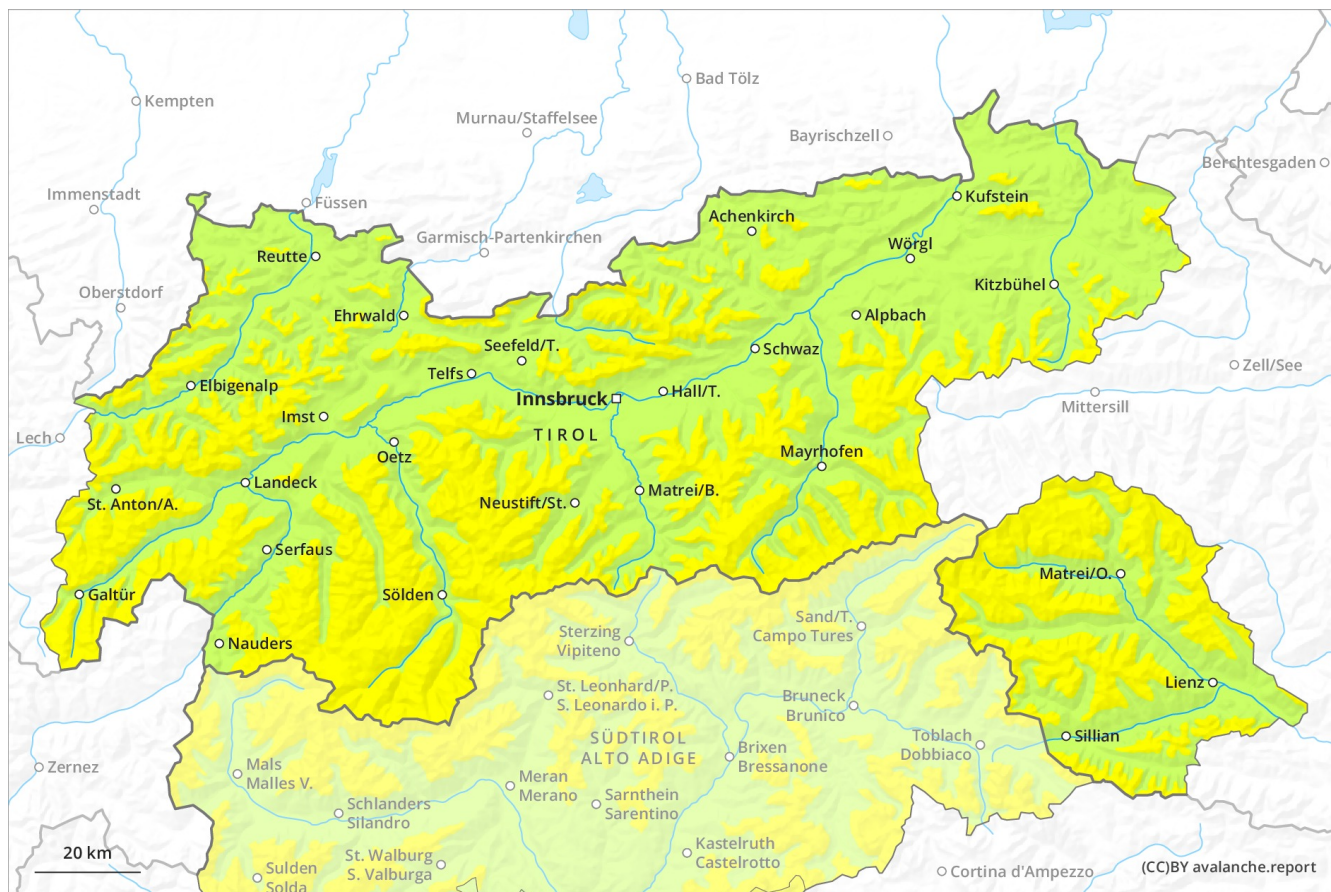 Bad Tölz
Kempten
Murnau/Staffelsee
Bayrischzell
Berchtesgaden
Immenstadt
Füssen
Kufstein
Achenkirch
Garmisch-Partenkirchen
Wörgl
Reutte
Oberstdorf
Kitzbühel
Ehrwald
Alpbach
Seefeld/T.
Schwaz
Zell/See
Telfs
Elbigenalp
Innsbruck
Hall/T.
Mittersill
Imst
TIROL
Lech
Oetz
Mayrhofen
Landeck
St. Anton/A.
Neustift/St.
Matrei/B.
Serfaus
Matrei/O.
Galtür
Sölden
Sand/T.
Campo Tures
Sterzing
Vipiteno
Nauders
St. Leonhard/P.
S. Leonardo i. P.
Bruneck
Brunico
Lienz
SÜDTIROL
ALTO ADIGE
Sillian
Toblach
Dobbiaco
Brixen
Bressanone
Zernez
Mals
Malles V.
Meran
Merano
Sarnthein
Sarentino
Schlanders
Silandro
20 km
St. Walburg
S. Valburga
Kastelruth
Castelrotto
Sulden
Solda
Cortina d'Ampezzo
(CC)BY avalanche.report